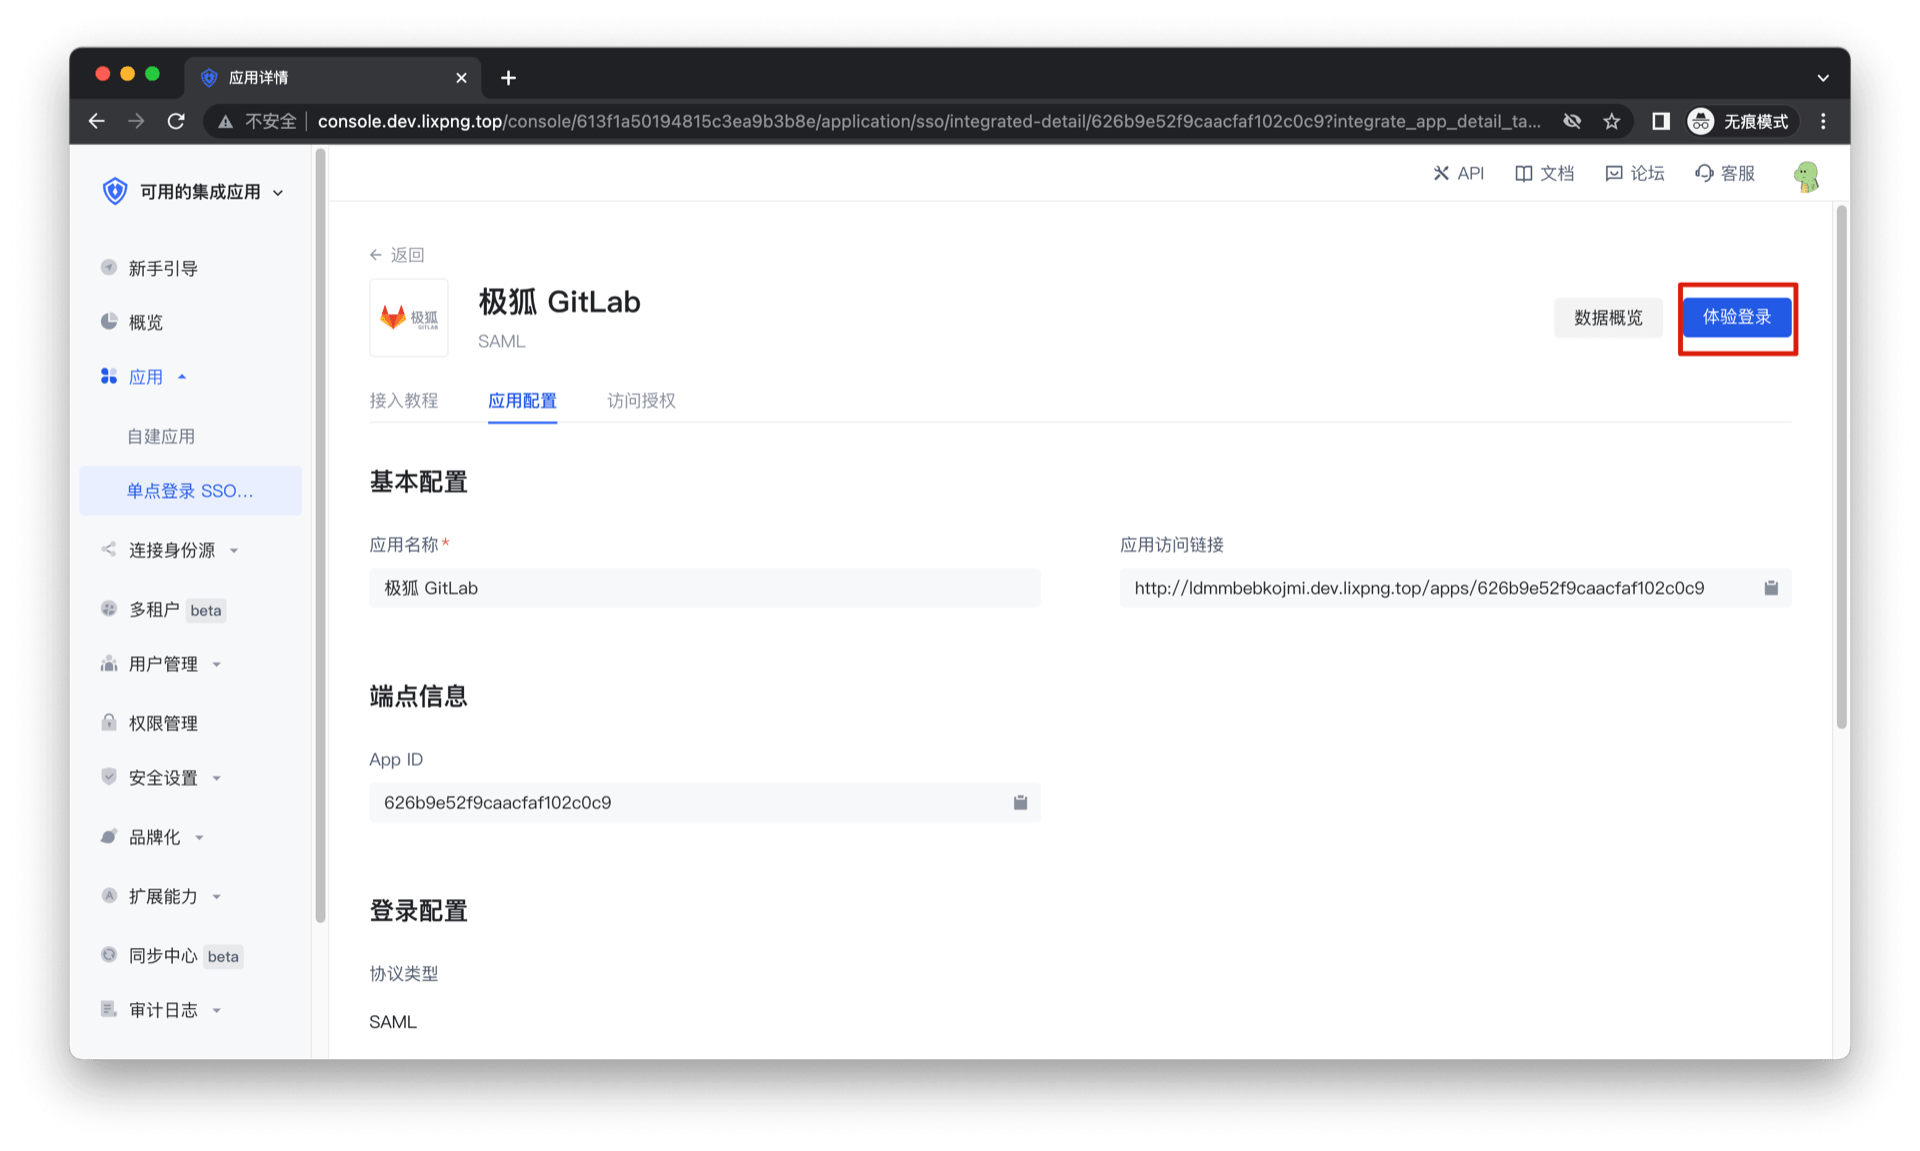 应用详情
不安全
console.dev.lixpng.top/console/613f1a50194815c3ea9b3b8e/application/sso/integrated-detail/626b9e52f9caacfaf102c0c9?integrate_app_detail_ta...
无痕模式
可用的集成应用
API
文档
论坛
客服
新手引导
概览
应用
自建应用
单点登录 SSO...
连接身份源
多租户 beta
用户管理
权限管理
安全设置
品牌化
扩展能力
同步中心 beta
审计日志
返回
极狐
GITLAB
极狐 GitLab
SAML
数据概览
体验登录
接入教程
应用配置
访问授权
基本配置
应用名称*
极狐 GitLab
应用访问链接
http://ldmmbebkojmi.dev.lixpng.top/apps/626b9e52f9caacfaf102c0c9
端点信息
App ID
626b9e52f9caacfaf102c0c9
登录配置
协议类型
SAML